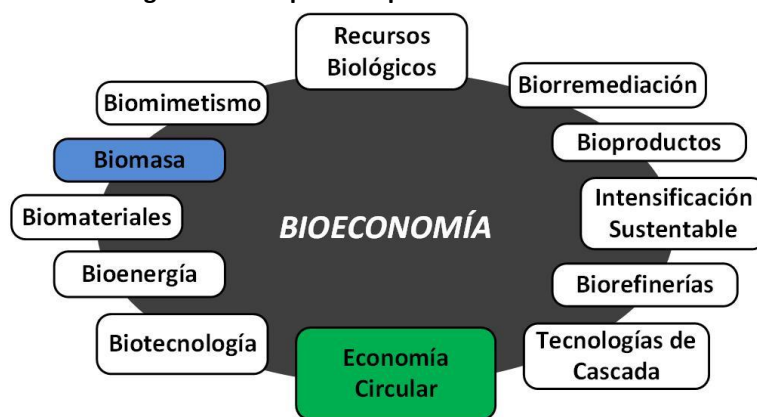 Recursos
Biológicos
Biomimetismo
Biorremediación
Biomasa
Bioproductos
Biomateriales
BIOECONOMÍA
Intensificación
Sustentable
Bioenergía
Biorefinerías
Biotecnología
Economía
Circular
Tecnologías de
Cascada